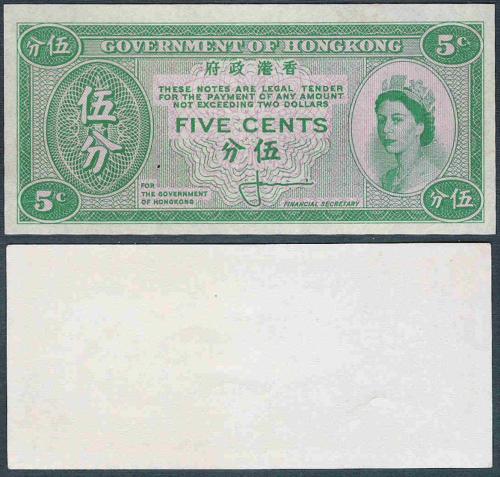 分伍
GOVERNMENT OF HONGKONG
5c.
府政港香
THESE NOTES ARE LEGAL TENDER
FOR THE PAYMENT OF ANY AMOUNT
NOT EXCEEDING TWO DOLLARS
伍分
FIVE CENTS
分伍
5c
FOR
THE GOVERNMENT
OF HONGKONG
FINANCIAL SECRETARY
分伍